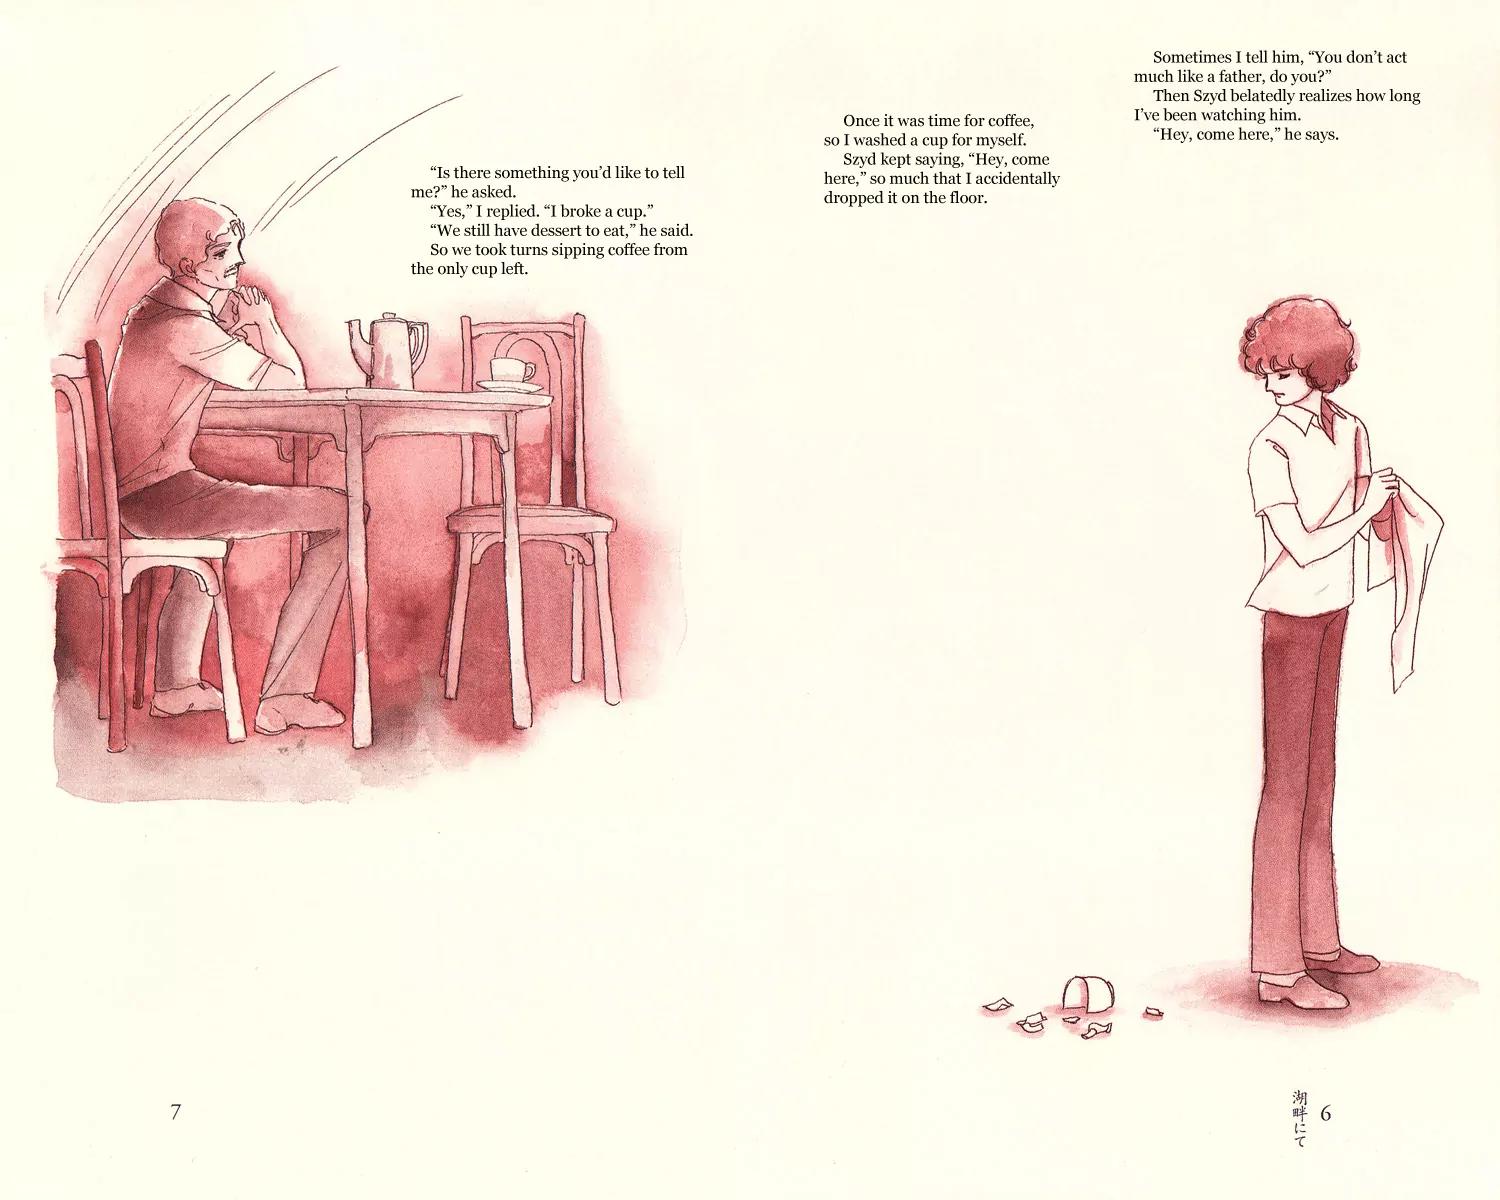 Sometimes I tell him, “You don’t act
much like a father, do you?”
Then Szyd belatedly realizes how long
I’ve been watching him.
“Hey, come here,” he says.
Once it was time for coffee,
so I washed a cup for myself.
Szyd kept saying, “Hey, come
here,” so much that I accidentally
dropped it on the floor.
湖畔にて
6
“Is there something you’d like to tell
me?” he asked.
“Yes,” I replied. “I broke a cup.”
“We still have dessert to eat,” he said.
So we took turns sipping coffee from
the only cup left.
7